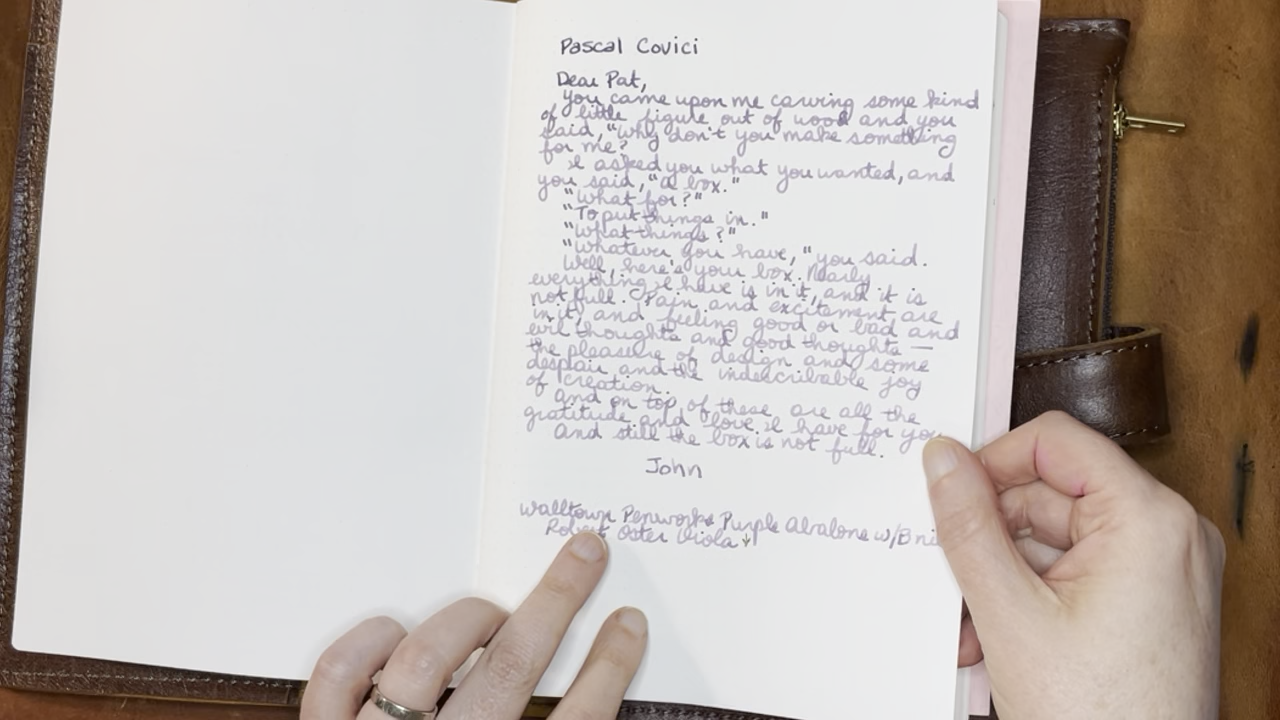 Pascal Covici
Dear Pat,
You came upon me carving some kind
of little figure out of wood and you
said, "Why don't you make something
for me?
I asked you what you wanted, and
you said, "A box."
"What for?"
"To put things in."
"What things?"
"Whatever you have," you said.
Well, here's your box. Nearly
everything I have is in it, and it is
not full. Pain and excitement are
in it, and feeling good or bad and
evil thoughts and good thoughts —
the pleasure of design and some
despair and the indescribable joy
of creation.
And on top of these are all the
gratitude and love I have for you.
And still the box is not full.
John
Walltown Penworks Purple Abalone w/B
Robert Oster Viola ↓